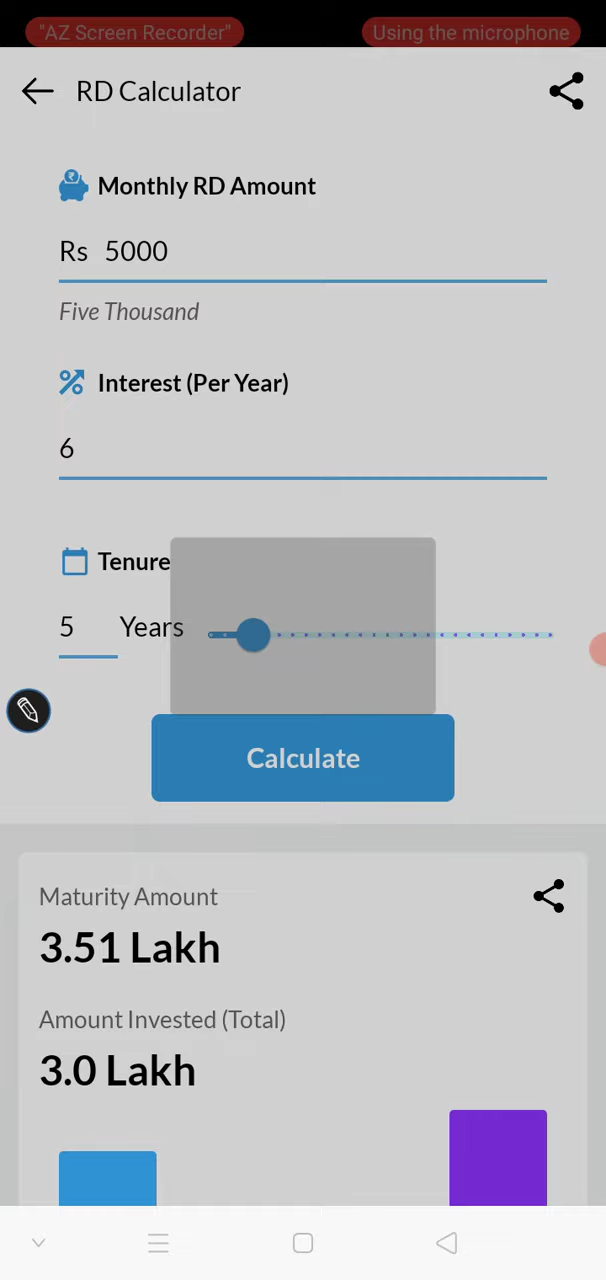 "AZ Screen Recorder" Using the microphone
RD Calculator
Monthly RD Amount
Rs 5000
Five Thousand
Interest (Per Year)
6
Tenure
5 Years
Calculate
Maturity Amount
3.51 Lakh
Amount Invested (Total)
3.0 Lakh